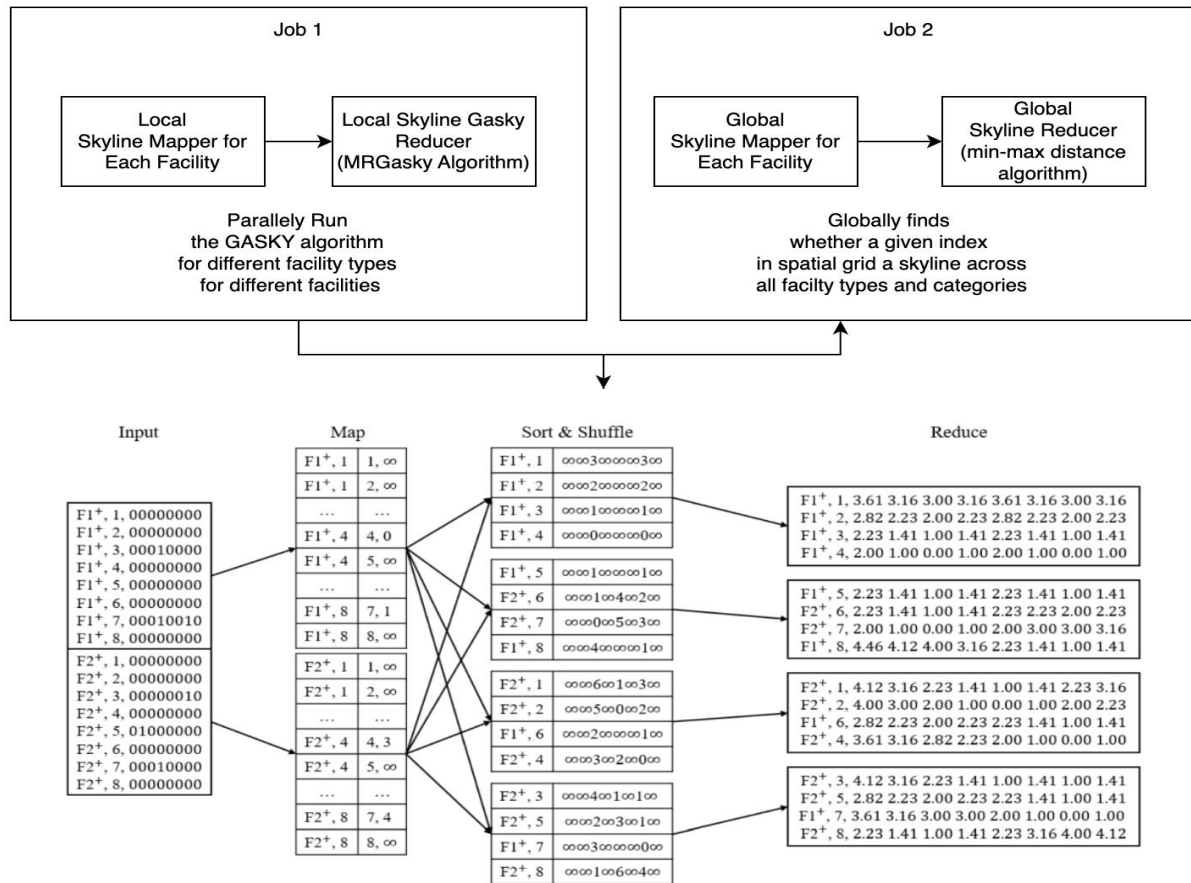 Job 1
Local
Skyline Mapper for
Each Facility
Local Skyline Gasky
Reducer
(MRGasky Algorithm)
Parallely Run
the GASKY algorithm
for different facility types
for different facilities
Job 2
Global
Skyline Mapper for
Each Facility
Global
Skyline Reducer
(min-max distance
algorithm)
Globally finds
whether a given index
in spatial grid a skyline across
all facilty types and categories
Input
F1⁺, 1, 00000000
F1⁺, 2, 00000000
F1⁺, 3, 00010000
F1⁺, 4, 00000000
F1⁺, 5, 00000000
F1⁺, 6, 00000000
F1⁺, 7, 00010010
F1⁺, 8, 00000000
F2⁺, 1, 00000000
F2⁺, 2, 00000000
F2⁺, 3, 00000010
F2⁺, 4, 00000000
F2⁺, 5, 01000000
F2⁺, 6, 00000000
F2⁺, 7, 00010000
F2⁺, 8, 00000000
Map
F1⁺, 1 1, ∞
F1⁺, 1 2, ∞
... ...
F1⁺, 4 4, 0
F1⁺, 4 5, ∞
... ...
F1⁺, 8 7, 1
F1⁺, 8 8, ∞
F2⁺, 1 1, ∞
F2⁺, 1 2, ∞
... ...
F2⁺, 4 4, 3
F2⁺, 4 5, ∞
... ...
F2⁺, 8 7, 4
F2⁺, 8 8, ∞
Sort & Shuffle
F1⁺, 1 ∞∞3∞∞∞∞3∞
F1⁺, 2 ∞∞2∞∞∞∞2∞
F1⁺, 3 ∞∞1∞∞∞∞1∞
F1⁺, 4 ∞∞0∞∞∞∞0∞
F1⁺, 5 ∞∞1∞∞∞∞1∞
F2⁺, 6 ∞∞1∞4∞2∞
F2⁺, 7 ∞∞0∞5∞3∞
F1⁺, 8 ∞∞4∞∞∞1∞
F2⁺, 1 ∞∞6∞1∞3∞
F2⁺, 2 ∞∞5∞0∞2∞
F1⁺, 6 ∞∞2∞∞∞∞1∞
F2⁺, 4 ∞∞3∞2∞0∞
F2⁺, 3 ∞∞4∞1∞1∞
F2⁺, 5 ∞∞2∞3∞1∞
F1⁺, 7 ∞∞3∞∞∞∞0∞
F2⁺, 8 ∞∞1∞6∞4∞
Reduce
F1⁺, 1, 3.61 3.16 3.00 3.16 3.61 3.16 3.00 3.16
F1⁺, 2, 2.82 2.23 2.00 2.23 2.82 2.23 2.00 2.23
F1⁺, 3, 2.23 1.41 1.00 1.41 2.23 1.41 1.00 1.41
F1⁺, 4, 2.00 1.00 0.00 1.00 2.00 1.00 0.00 1.00
F1⁺, 5, 2.23 1.41 1.00 1.41 2.23 1.41 1.00 1.41
F2⁺, 6, 2.23 1.41 1.00 1.41 2.23 2.23 2.00 2.23
F2⁺, 7, 2.00 1.00 0.00 1.00 2.00 3.00 3.00 3.16
F1⁺, 8, 4.46 4.12 4.00 3.16 2.23 1.41 1.00 1.41
F2⁺, 1, 4.12 3.16 2.23 1.41 1.00 1.41 2.23 3.16
F2⁺, 2, 4.00 3.00 2.00 1.00 0.00 1.00 2.00 2.23
F1⁺, 6, 2.82 2.23 2.00 2.23 2.23 1.41 1.00 1.41
F2⁺, 4, 3.61 3.16 2.82 2.23 2.00 1.00 0.00 1.00
F2⁺, 3, 4.12 3.16 2.23 1.41 1.00 1.41 1.00 1.41
F2⁺, 5, 2.82 2.23 2.00 2.23 2.23 1.41 1.00 1.41
F1⁺, 7, 3.61 3.16 3.00 3.00 2.00 1.00 0.00 1.00
F2⁺, 8, 2.23 1.41 1.00 1.41 2.23 3.16 4.00 4.12